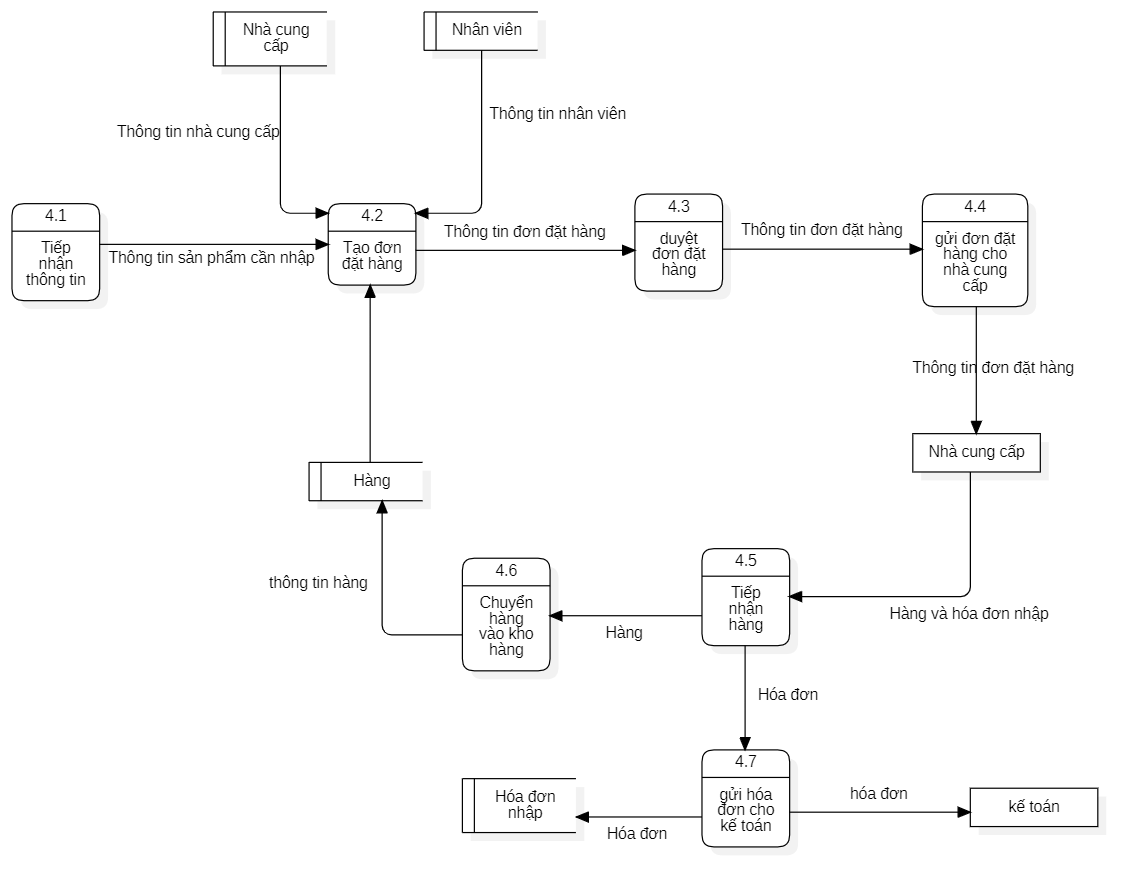 Nhà cung
cấp
Nhân viên
Thông tin nhân viên
Thông tin nhà cung cấp
4.1
Tiếp
nhận
thông tin
Thông tin sản phẩm cần nhập
4.2
Tạo đơn
đặt hàng
Thông tin đơn đặt hàng
4.3
duyệt
đơn đặt
hàng
Thông tin đơn đặt hàng
4.4
gửi đơn đặt
hàng cho
nhà cung
cấp
Thông tin đơn đặt hàng
Nhà cung cấp
Hàng
thông tin hàng
4.6
Chuyển
hàng
vào kho
hàng
Hàng
4.5
Tiếp
nhận
hàng
Hàng và hóa đơn nhập
Hóa đơn
4.7
gửi hóa
đơn cho
kế toán
Hóa đơn
nhập
Hóa đơn
hóa đơn
kế toán